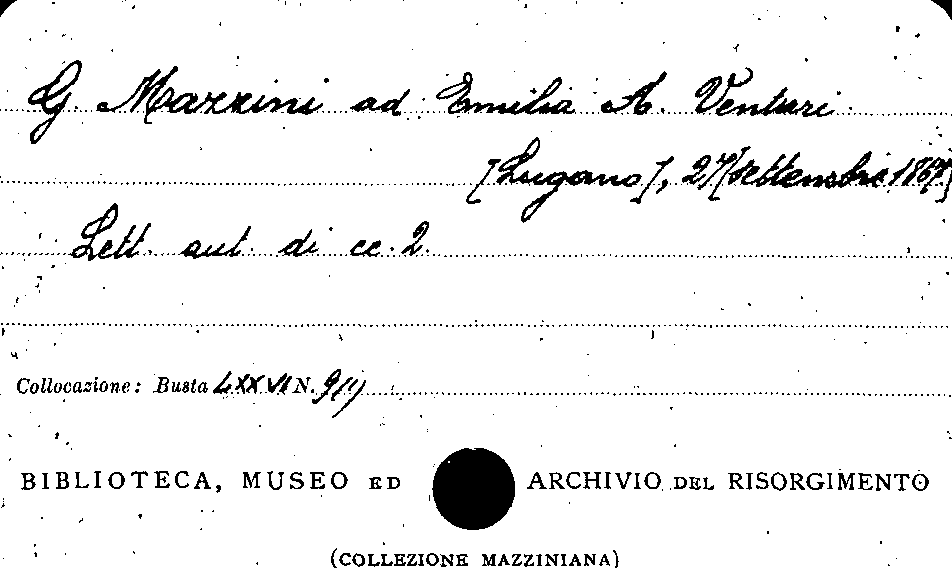 G. Mazzini ad Emilia A. Venturi.
[Lugano], 27[settembre 1867]
Lett. aut. di cc. 2.
Collocazione: Busta LXXVI N. 9/1)
BIBLIOTECA, MUSEO ED ARCHIVIO DEL RISORGIMENTO
(COLLEZIONE MAZZINIANA)